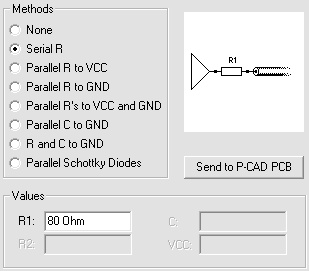 Methods
None
Serial R
Parallel R to VCC
Parallel R to GND
Parallel R's to VCC and GND
Parallel C to GND
R and C to GND
Parallel Schottky Diodes
R1
Send to P-CAD PCB
Values
R1: 80 Ohm C:
R2: VCC: